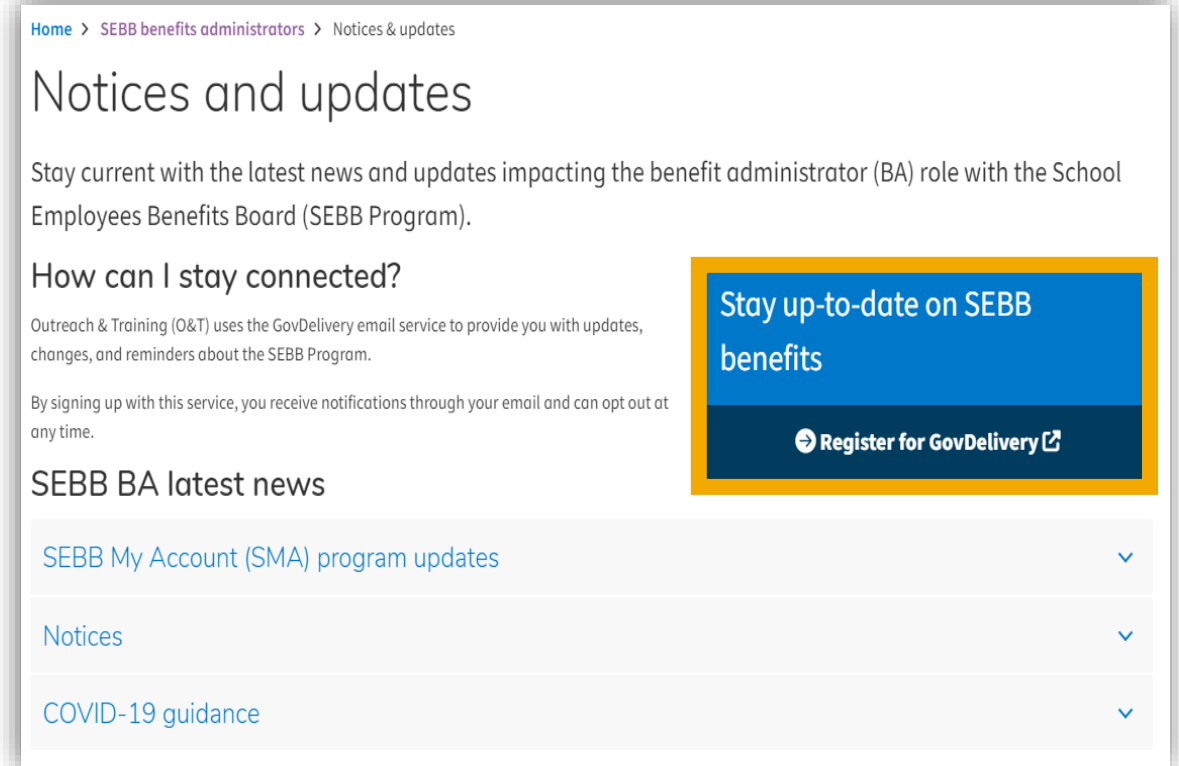 Home > SEBB benefits administrators > Notices & updates
Notices and updates
Stay current with the latest news and updates impacting the benefit administrator (BA) role with the School
Employees Benefits Board (SEBB Program).
How can I stay connected?
Outreach & Training (O&T) uses the GovDelivery email service to provide you with updates,
changes, and reminders about the SEBB Program.
By signing up with this service, you receive notifications through your email and can opt out at
any time.
Stay up-to-date on SEBB
benefits
Register for GovDelivery
SEBB BA latest news
SEBB My Account (SMA) program updates
Notices
COVID-19 guidance